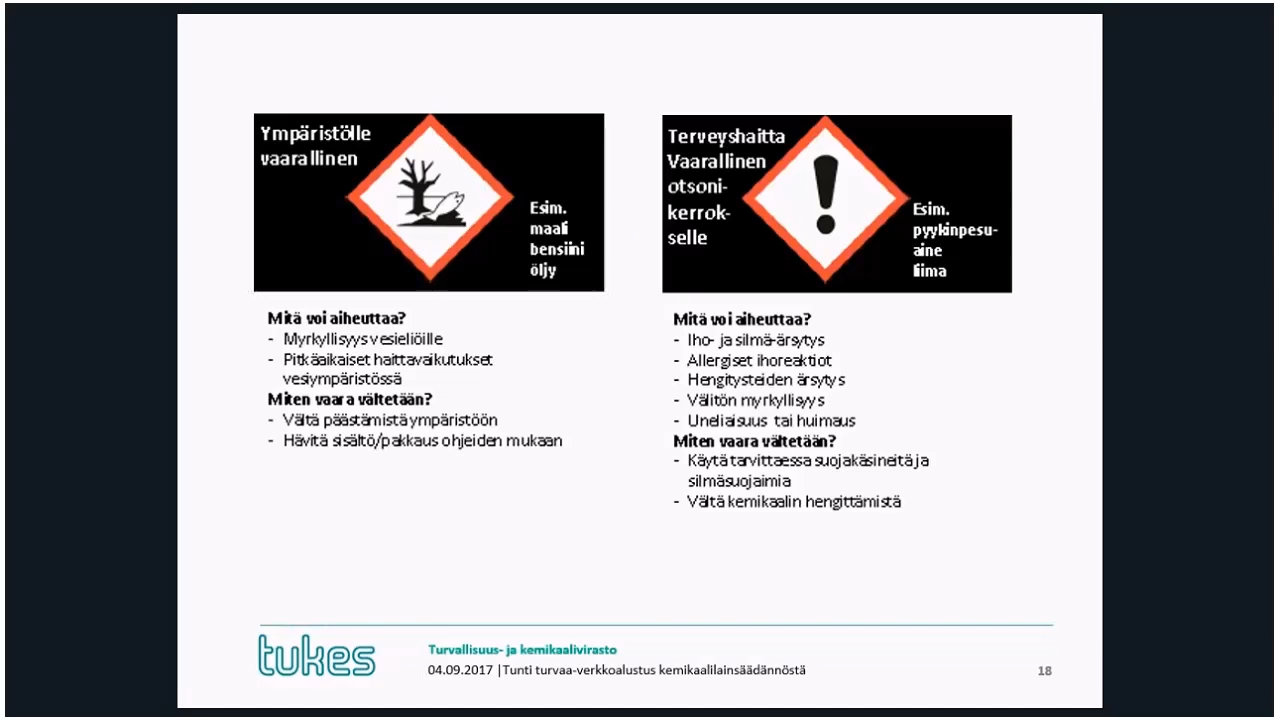 Ympäristölle
vaarallinen
Esim.
maali
bensiini
öljy
Mitä voi aiheuttaa?
- Myrkyllisyys vesieliöille
- Pitkäaikaiset haittavaikutukset
vesiympäristössä
Miten vaara vältetään?
- Vältä päästämistä ympäristöön
- Hävitä sisältö/pakkaus ohjeiden mukaan
Terveyshaitta
Vaarallinen
otsoni-
kerrok-
selle
Esim.
pyykinpesu-
aine
liima
Mitä voi aiheuttaa?
- Iho- ja silmä-ärsytys
- Allergiset ihoreaktiot
- Hengitysteiden ärsytys
- Välitön myrkyllisyys
- Uneliaisuus tai huimaus
Miten vaara vältetään?
- Käytä tarvittaessa suojakäsineitä ja
silmäsuojaimia
- Vältä kemikaalin hengittämistä
tukes
Turvallisuus- ja kemikaalivirasto
04.09.2017 |Tunti turvaa-verkkoalustus kemikaalilainsäädännöstä
18